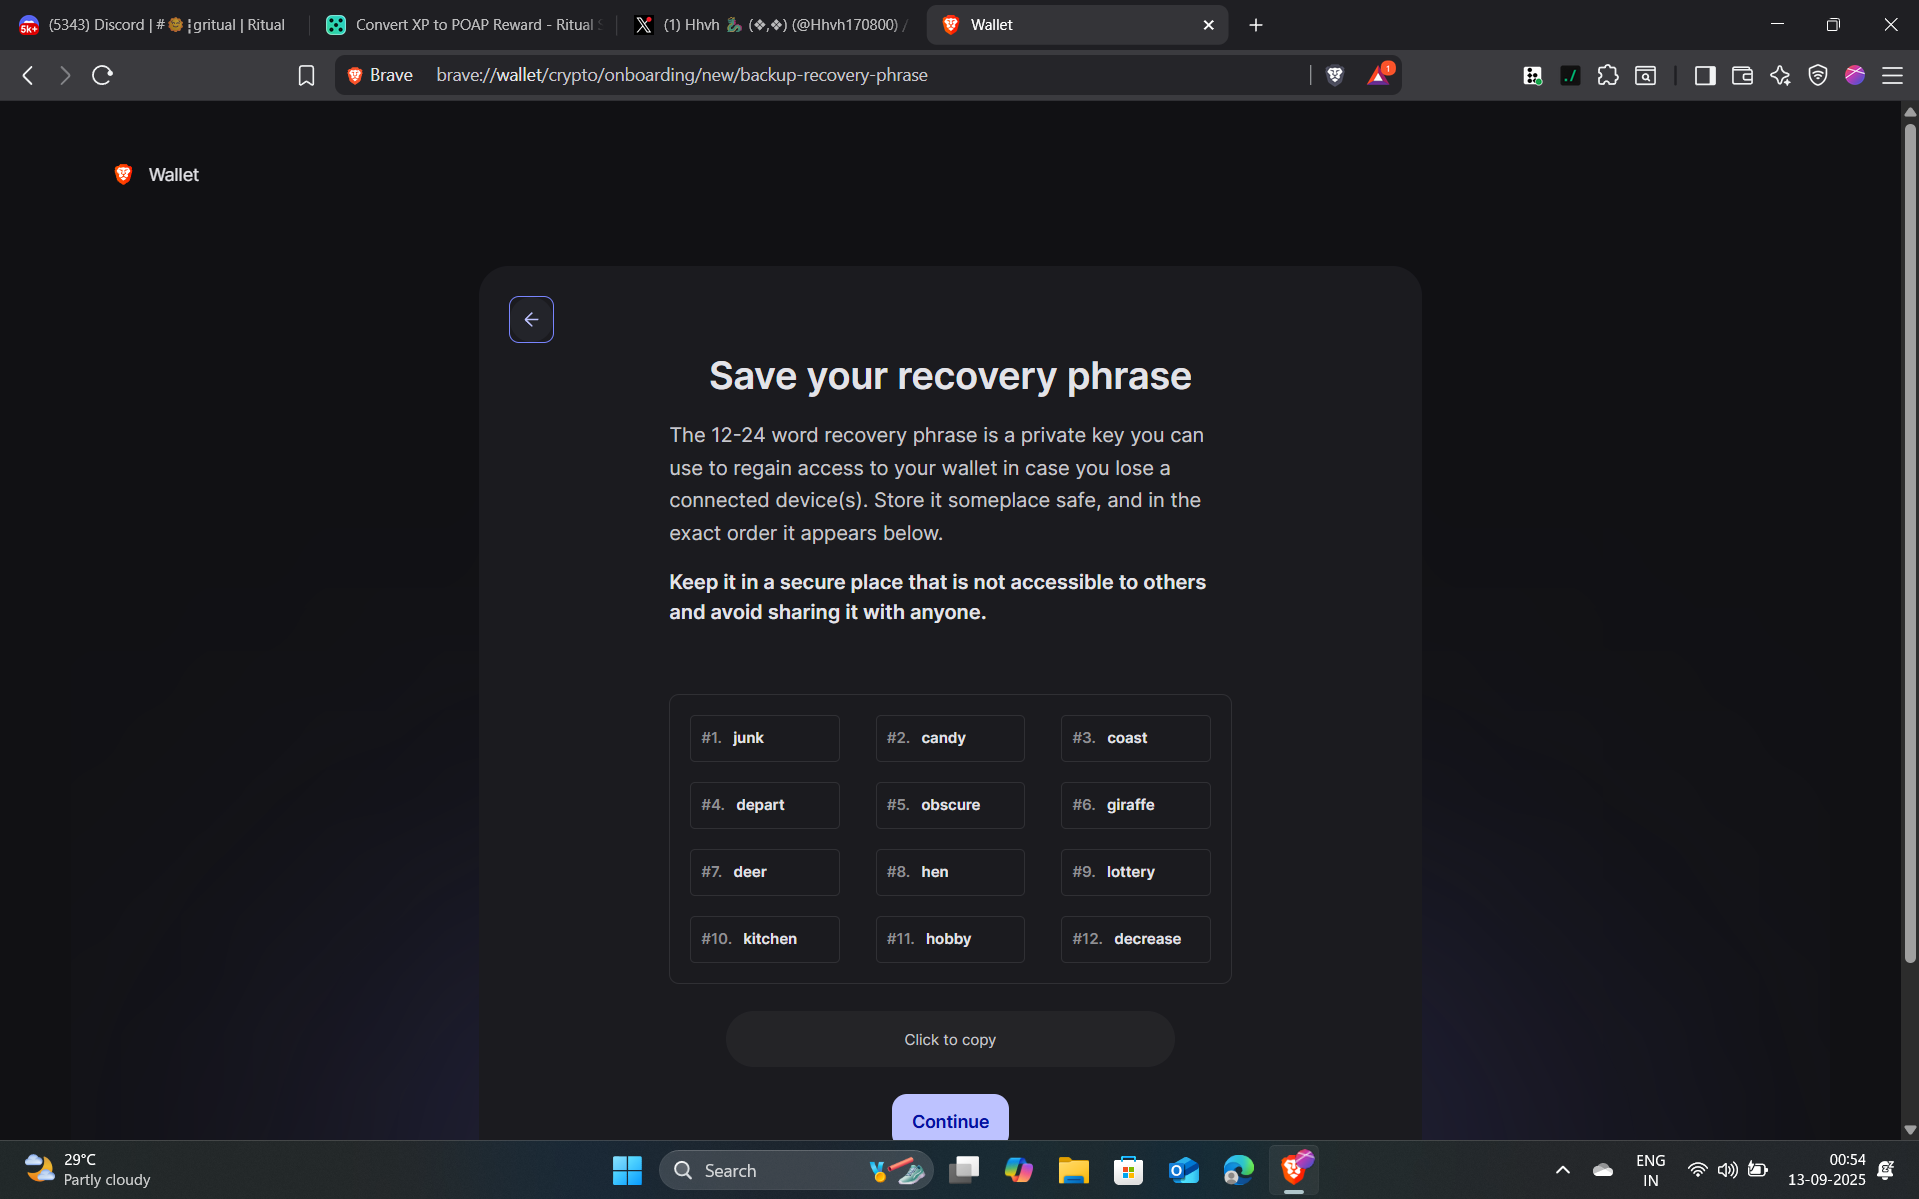 (5343) Discord | # ¦gritual | Ritual
Convert XP to POAP Reward - Ritual
(1) Hhvh (❖,❖) (@Hhvh170800) /
Wallet
Brave
brave://wallet/crypto/onboarding/new/backup-recovery-phrase
1
Wallet
Save your recovery phrase
The 12-24 word recovery phrase is a private key you can
use to regain access to your wallet in case you lose a
connected device(s). Store it someplace safe, and in the
exact order it appears below.
Keep it in a secure place that is not accessible to others
and avoid sharing it with anyone.
#1. junk #2. candy #3. coast
#4. depart #5. obscure #6. giraffe
#7. deer #8. hen #9. lottery
#10. kitchen #11. hobby #12. decrease
Click to copy
Continue
29°C
Partly cloudy
Search
ENG
IN
00:54
13-09-2025